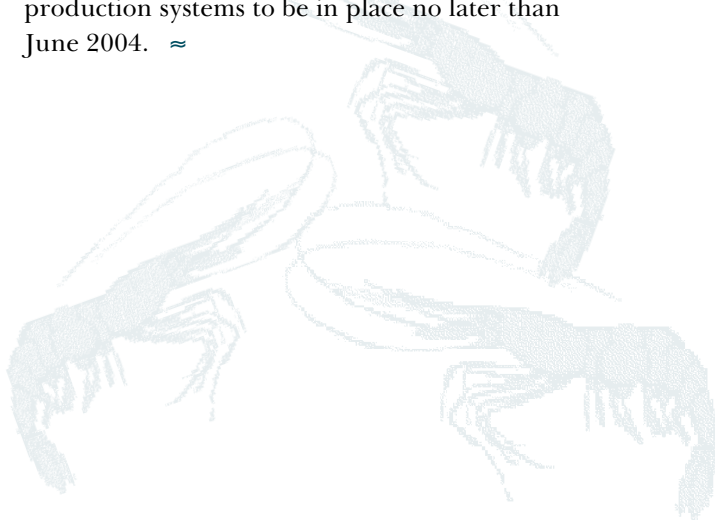 production systems to be in place no later than
June 2004. ≈